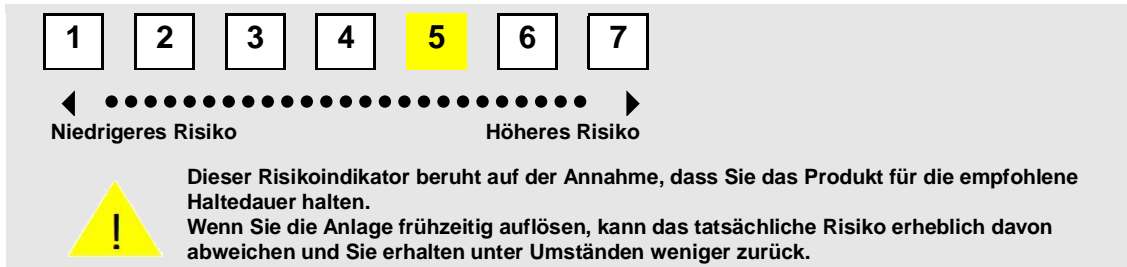 1 2 3 4 5 6 7
Niedrigeres Risiko Höheres Risiko
!
Dieser Risikoindikator beruht auf der Annahme, dass Sie das Produkt für die empfohlene
Haltedauer halten.
Wenn Sie die Anlage frühzeitig auflösen, kann das tatsächliche Risiko erheblich davon
abweichen und Sie erhalten unter Umständen weniger zurück.